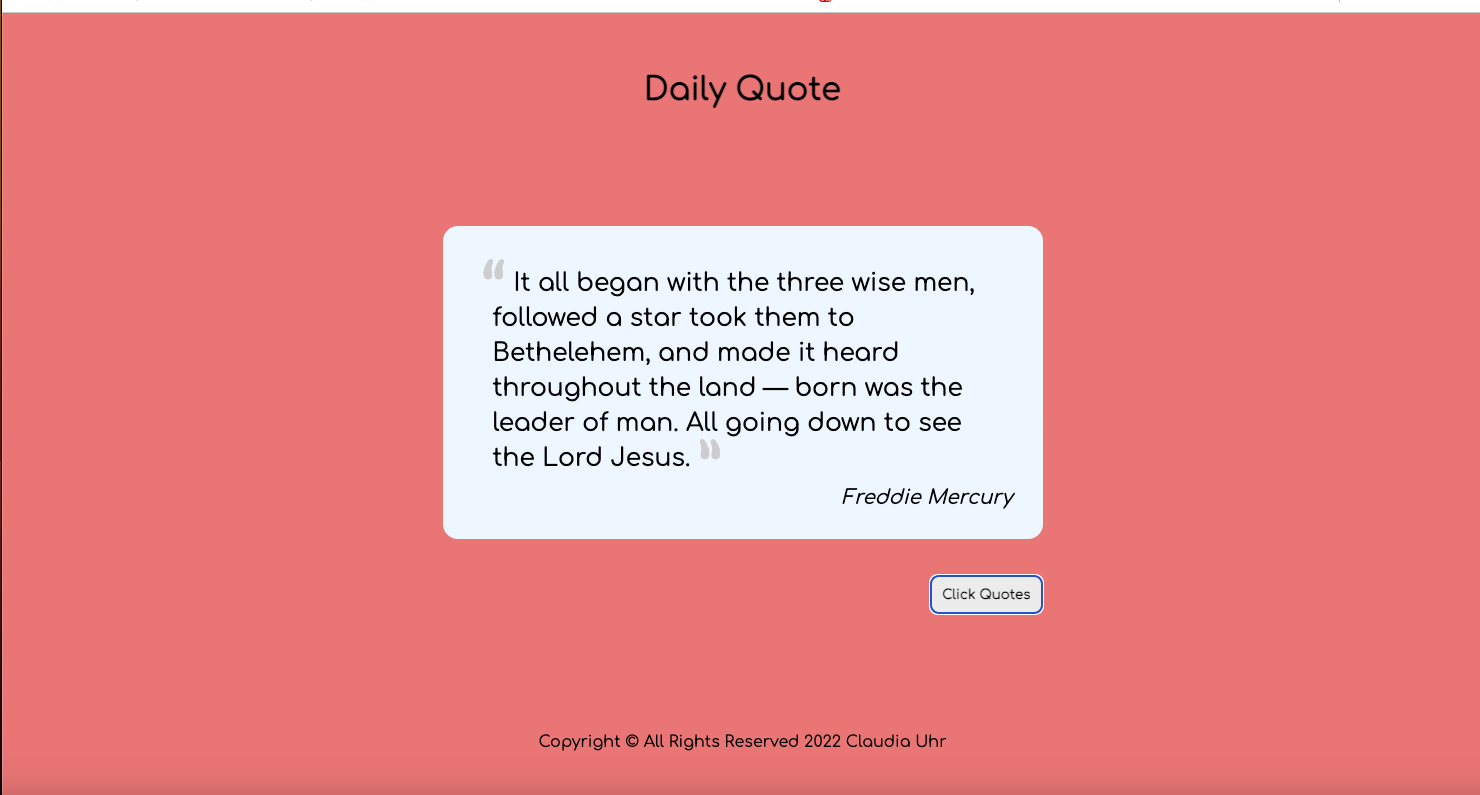 Daily Quote
“ It all began with the three wise men,
followed a star took them to
Bethelehem, and made it heard
throughout the land — born was the
leader of man. All going down to see
the Lord Jesus. ”
Freddie Mercury
Click Quotes
Copyright © All Rights Reserved 2022 Claudia Uhr